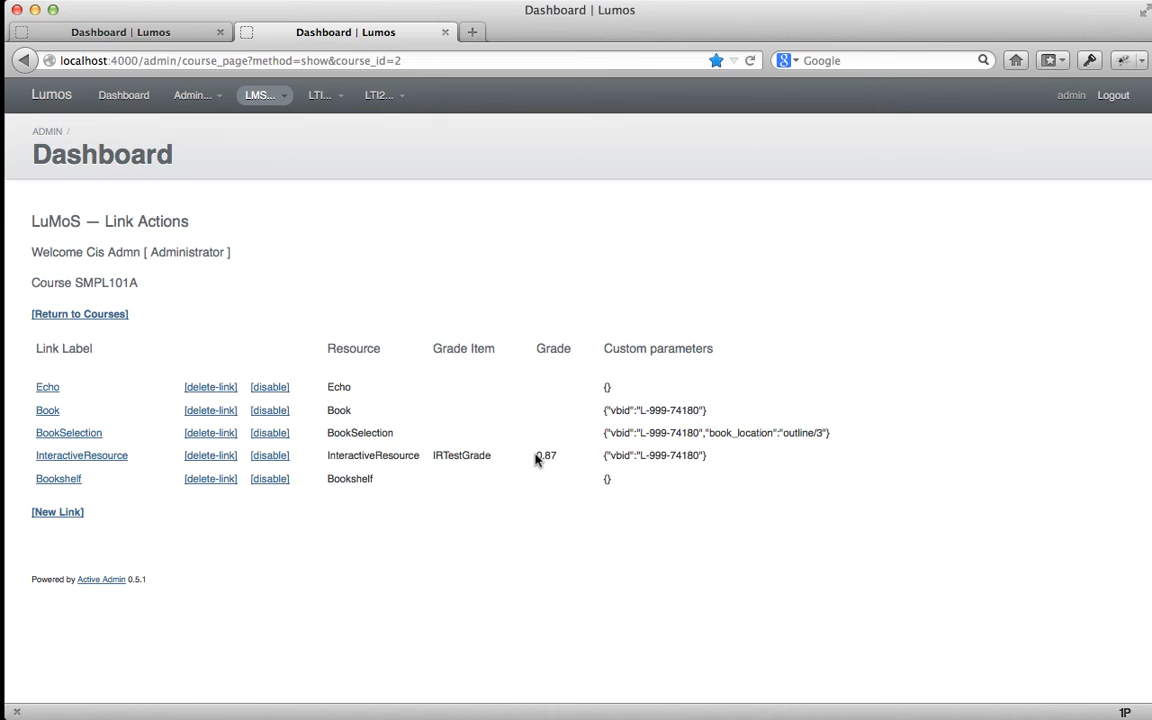 Dashboard | Lumos
Dashboard | Lumos
Dashboard | Lumos
localhost:4000/admin/course_page?method=show&course_id=2
Google
Lumos Dashboard Admin... LMS... LTI... LTI2... admin Logout
ADMIN /
Dashboard
LuMoS — Link Actions
Welcome Cis Admn [ Administrator ]
Course SMPL101A
[Return to Courses]
Link Label Resource Grade Item Grade Custom parameters
Echo [delete-link] [disable] Echo {}
Book [delete-link] [disable] Book {"vbid":"L-999-74180"}
BookSelection [delete-link] [disable] BookSelection {"vbid":"L-999-74180","book_location":"outline/3"}
InteractiveResource [delete-link] [disable] InteractiveResource IRTestGrade 0.87 {"vbid":"L-999-74180"}
Bookshelf [delete-link] [disable] Bookshelf {}
[New Link]
Powered by Active Admin 0.5.1
1P